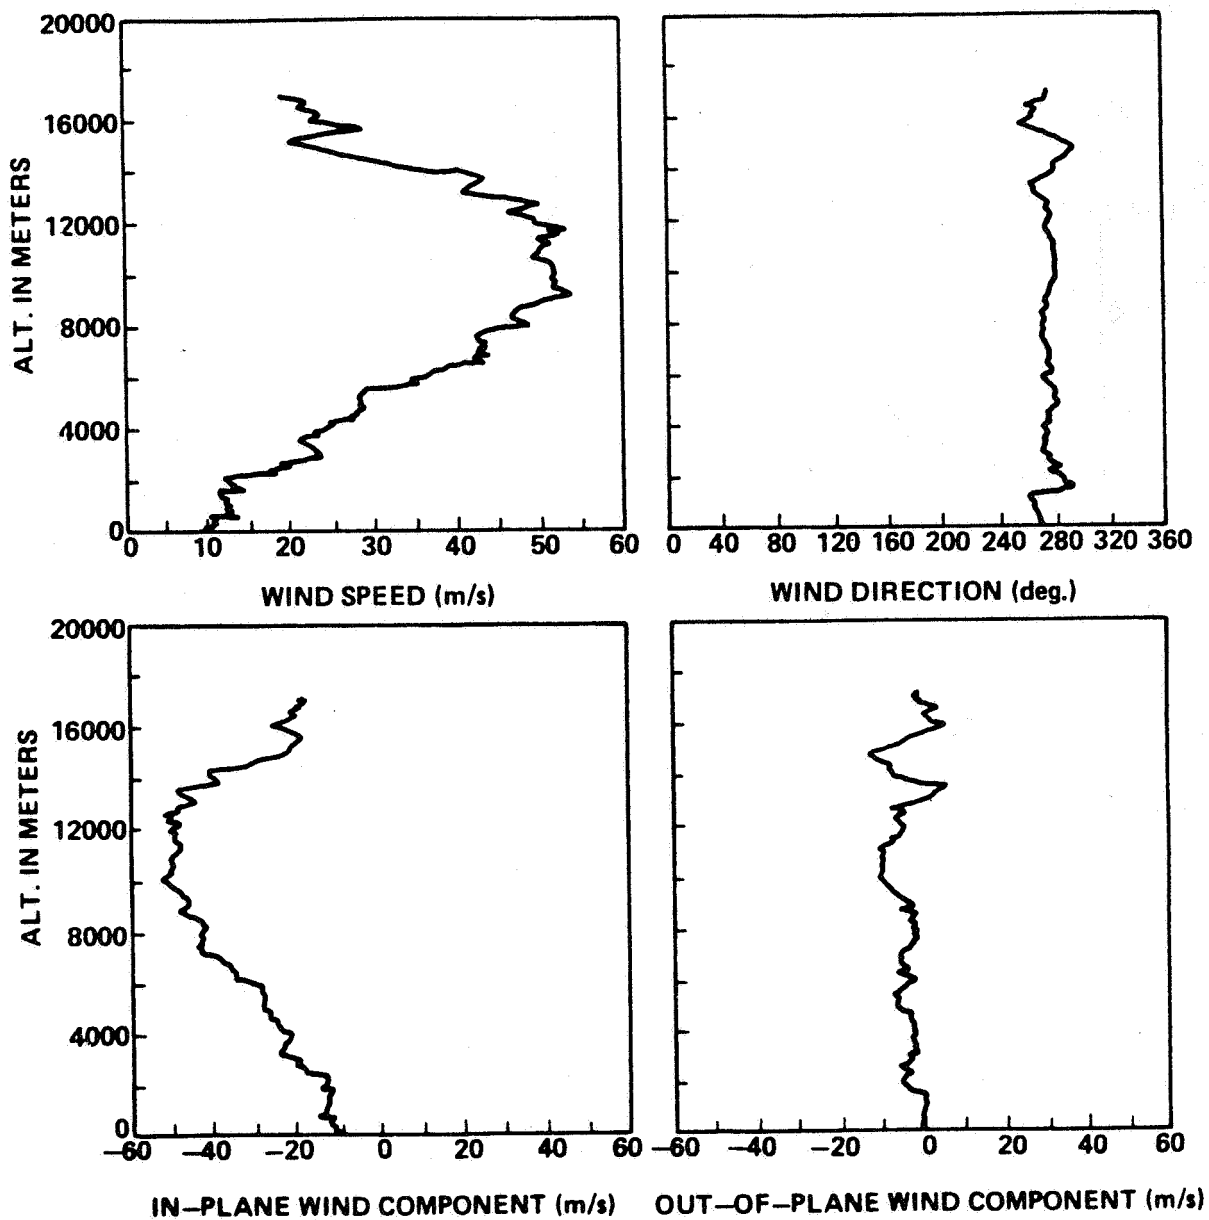 20000
16000
12000
8000
4000
0
ALT. IN METERS
0 10 20 30 40 50 60
WIND SPEED (m/s)
0 40 80 120 160 200 240 280 320 360
WIND DIRECTION (deg.)
20000
16000
12000
8000
4000
0
ALT. IN METERS
−60 −40 −20 0 20 40 60
IN−PLANE WIND COMPONENT (m/s)
−60 −40 −20 0 20 40 60
OUT−OF−PLANE WIND COMPONENT (m/s)